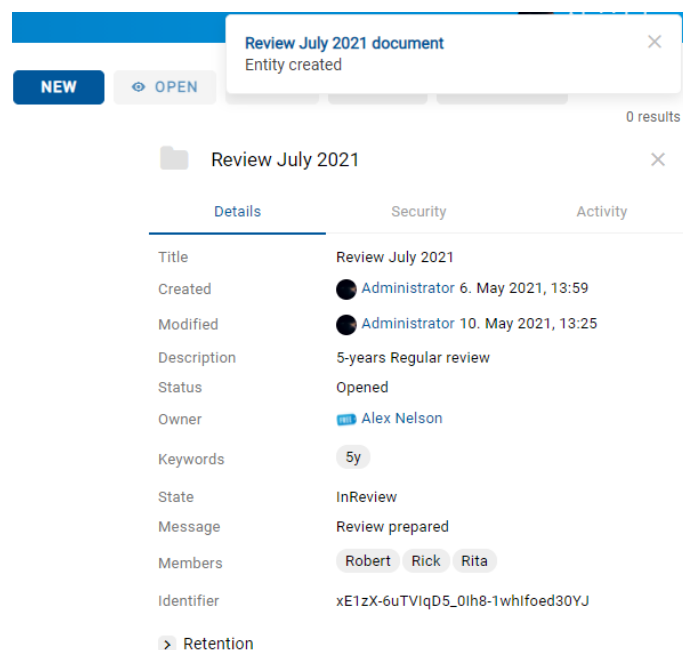 Review July 2021 document
Entity created
NEW
OPEN
0 results
Review July 2021
Details Security Activity
Title Review July 2021
Created Administrator 6. May 2021, 13:59
Modified Administrator 10. May 2021, 13:25
Description 5-years Regular review
Status Opened
Owner Alex Nelson
Keywords 5y
State InReview
Message Review prepared
Members Robert Rick Rita
Identifier xE1zX-6uTVIqD5_0Ih8-1whIfoed30YJ
Retention